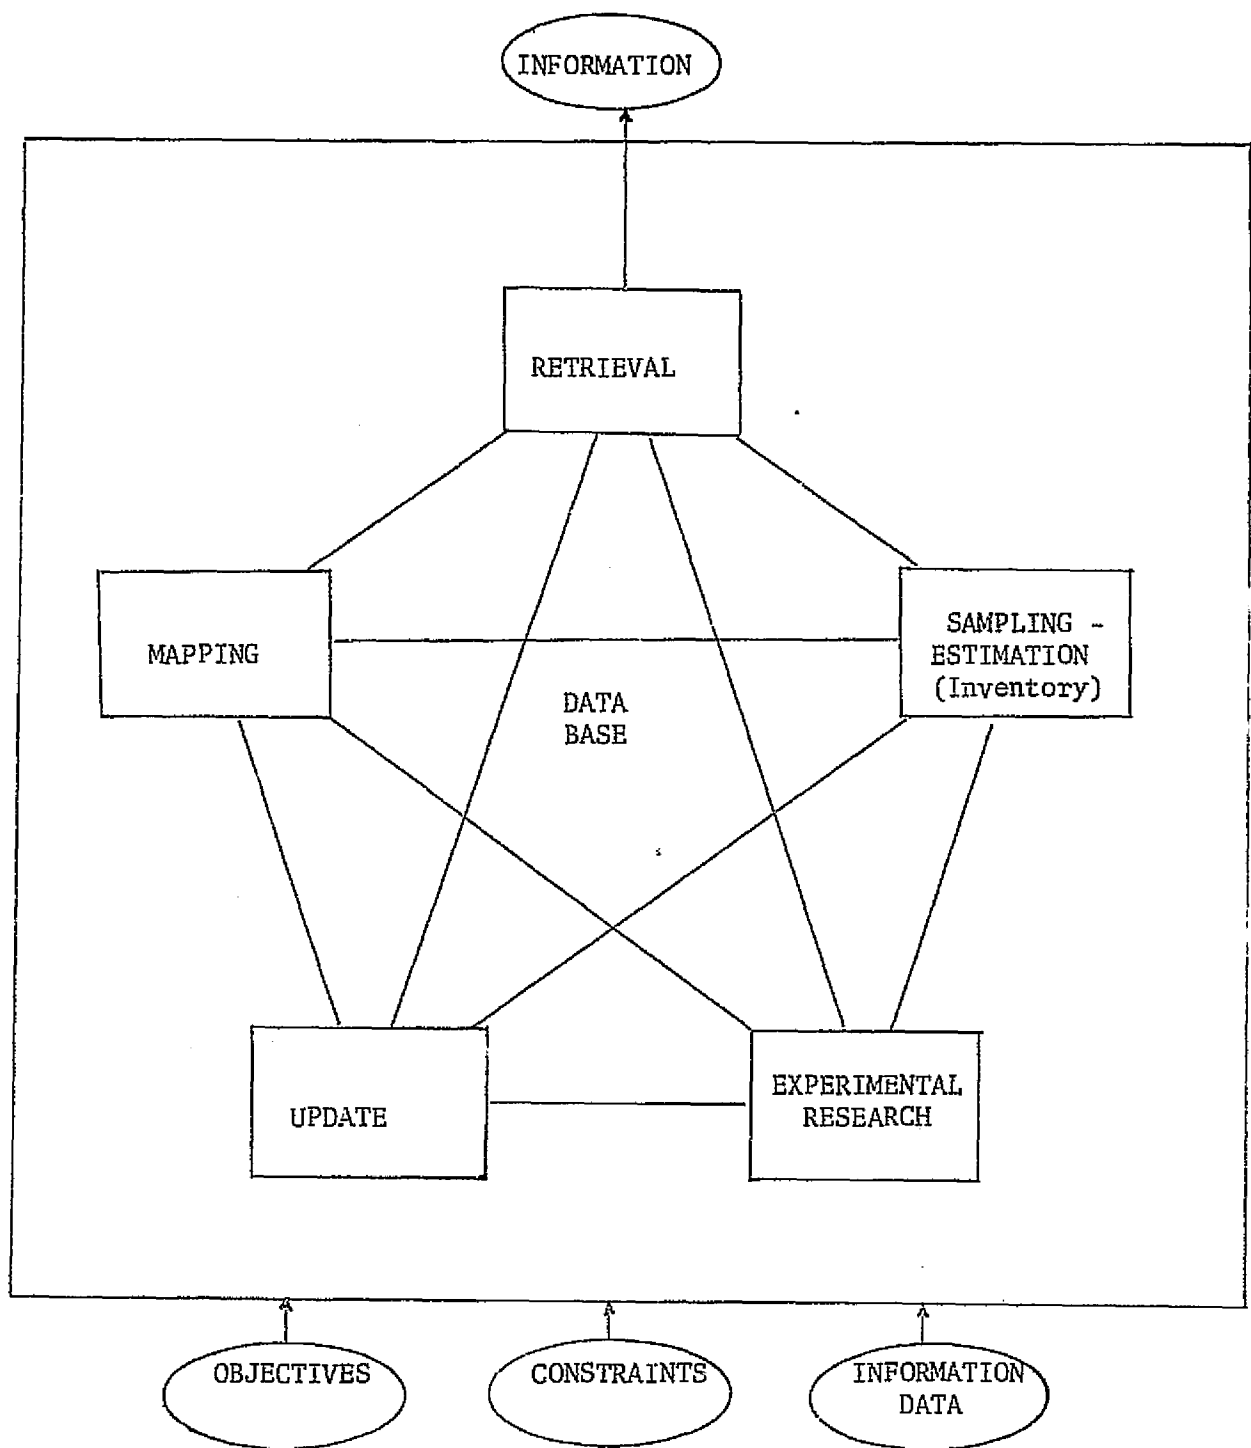 INFORMATION
RETRIEVAL
MAPPING
SAMPLING -
ESTIMATION
(Inventory)
DATA
BASE
UPDATE
EXPERIMENTAL
RESEARCH
OBJECTIVES
CONSTRAINTS
INFORMATION
DATA